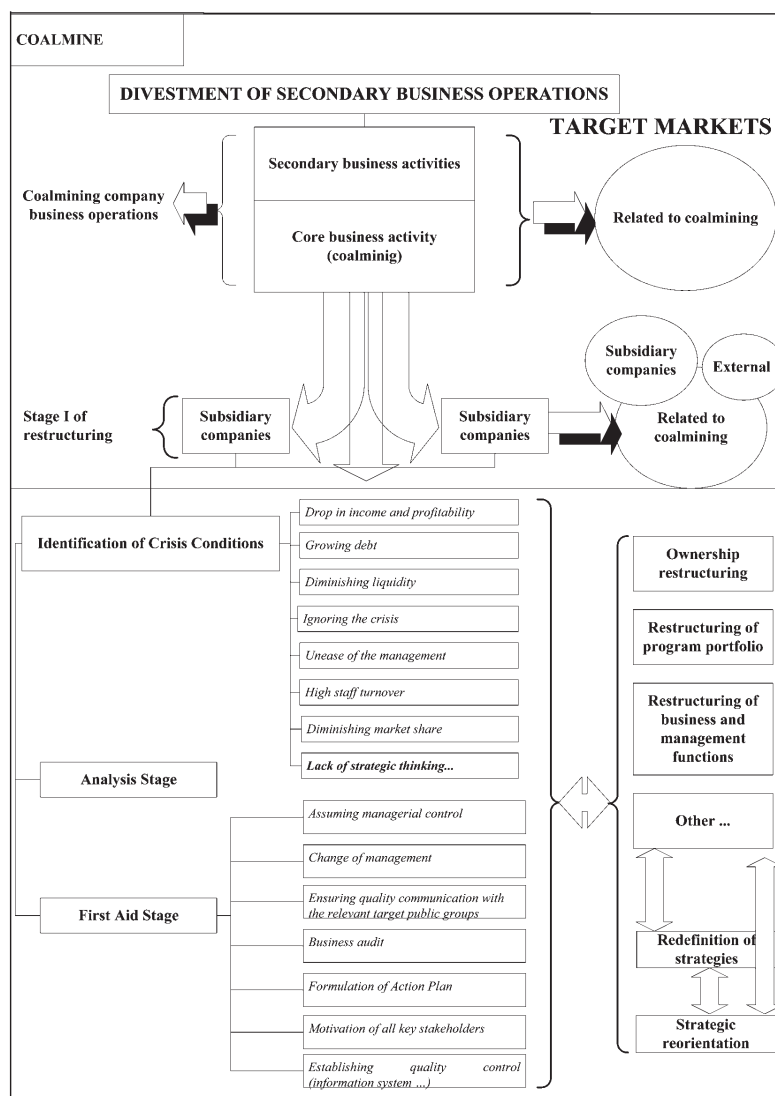 COALMINE
DIVESTMENT OF SECONDARY BUSINESS OPERATIONS
TARGET MARKETS
Secondary business activities
Coalmining company
business operations
Core business activity
(coalminig)
Related to coalmining
Subsidiary
companies
External
Related to
coalmining
Stage I of
restructuring
Subsidiary
companies
Subsidiary
companies
Identification of Crisis Conditions
Drop in income and profitability
Growing debt
Diminishing liquidity
Ignoring the crisis
Unease of the management
High staff turnover
Diminishing market share
Lack of strategic thinking...
Analysis Stage
First Aid Stage
Assuming managerial control
Change of management
Ensuring quality communication with
the relevant target public groups
Business audit
Formulation of Action Plan
Motivation of all key stakeholders
Establishing quality control
(information system ...)
Ownership
restructuring
Restructuring of
program portfolio
Restructuring of
business and
management
functions
Other ...
Redefinition of
strategies
Strategic
reorientation